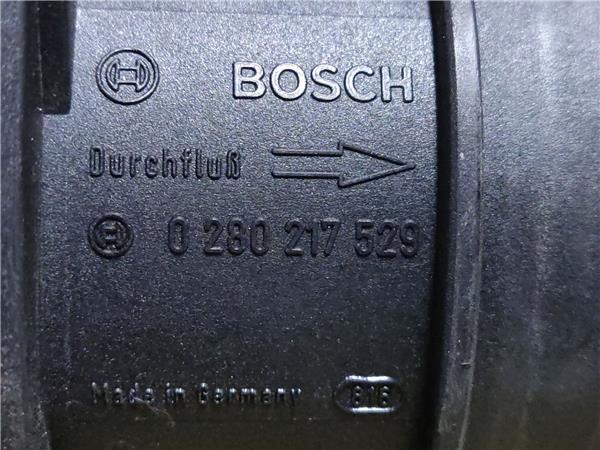 BOSCH
Durchfluß
0 280 217 529
Made in Germany 816